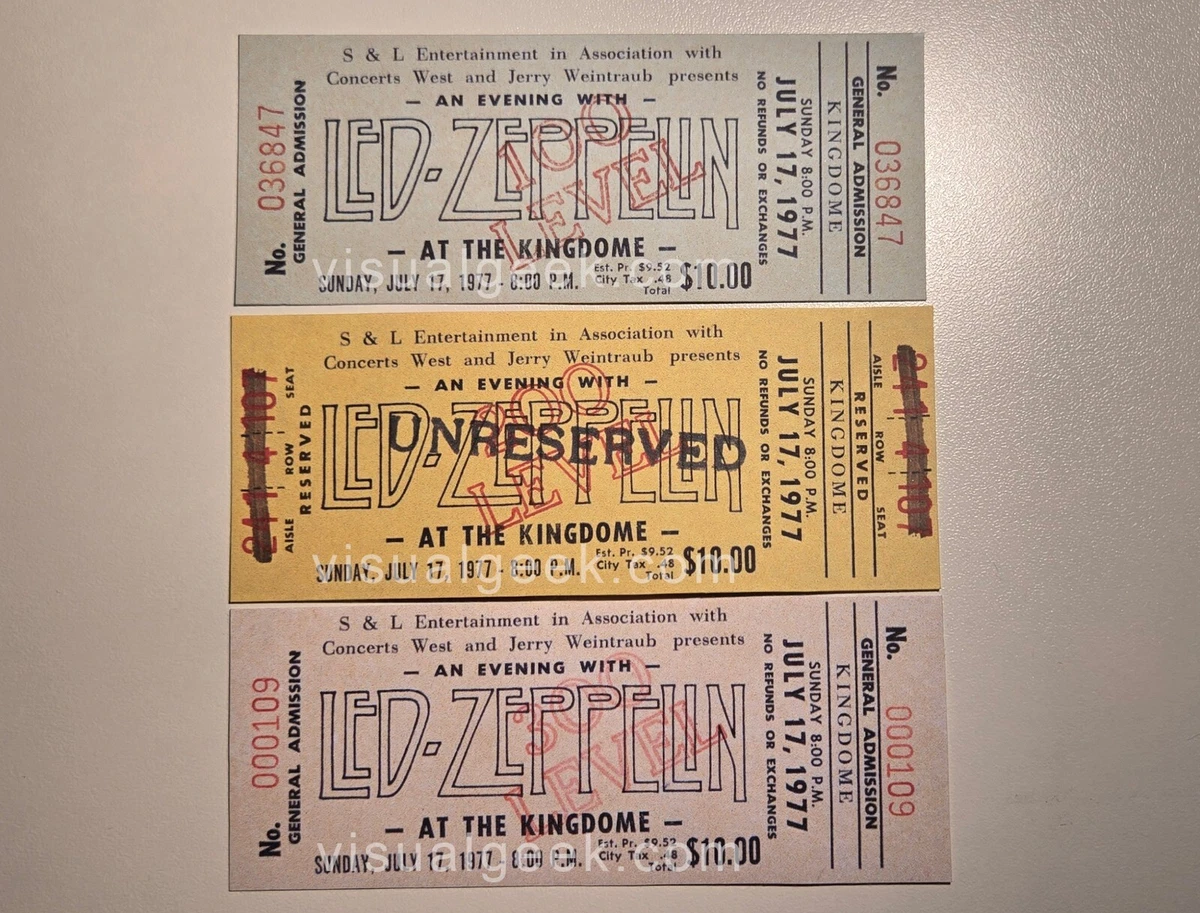 No. 036847
GENERAL ADMISSION
S & L Entertainment in Association with
Concerts West and Jerry Weintraub presents
— AN EVENING WITH —
LED-ZEPPELIN
100
LEVEL
— AT THE KINGDOME —
SUNDAY, JULY 17, 1977 - 8:00 P.M.
Est. Pr. $9.52
City Tax .48
Total
$10.00
NO REFUNDS OR EXCHANGES
JULY 17, 1977
SUNDAY 8:00 P.M.
KINGDOME
GENERAL ADMISSION
No. 036847
visualgeek.com
AISLE ROW SEAT
RESERVED
S & L Entertainment in Association with
Concerts West and Jerry Weintraub presents
— AN EVENING WITH —
LED-ZEPPELIN
200
LEVEL
UNRESERVED
— AT THE KINGDOME —
SUNDAY, JULY 17, 1977 - 8:00 P.M.
Est. Pr. $9.52
City Tax .48
Total
$10.00
NO REFUNDS OR EXCHANGES
JULY 17, 1977
SUNDAY 8:00 P.M.
KINGDOME
RESERVED
AISLE ROW SEAT
visualgeek.com
No. 000109
GENERAL ADMISSION
S & L Entertainment in Association with
Concerts West and Jerry Weintraub presents
— AN EVENING WITH —
LED-ZEPPELIN
300
LEVEL
— AT THE KINGDOME —
SUNDAY, JULY 17, 1977 - 8:00 P.M.
Est. Pr. $9.52
City Tax .48
Total
$10.00
NO REFUNDS OR EXCHANGES
JULY 17, 1977
SUNDAY 8:00 P.M.
KINGDOME
GENERAL ADMISSION
No. 000109
visualgeek.com